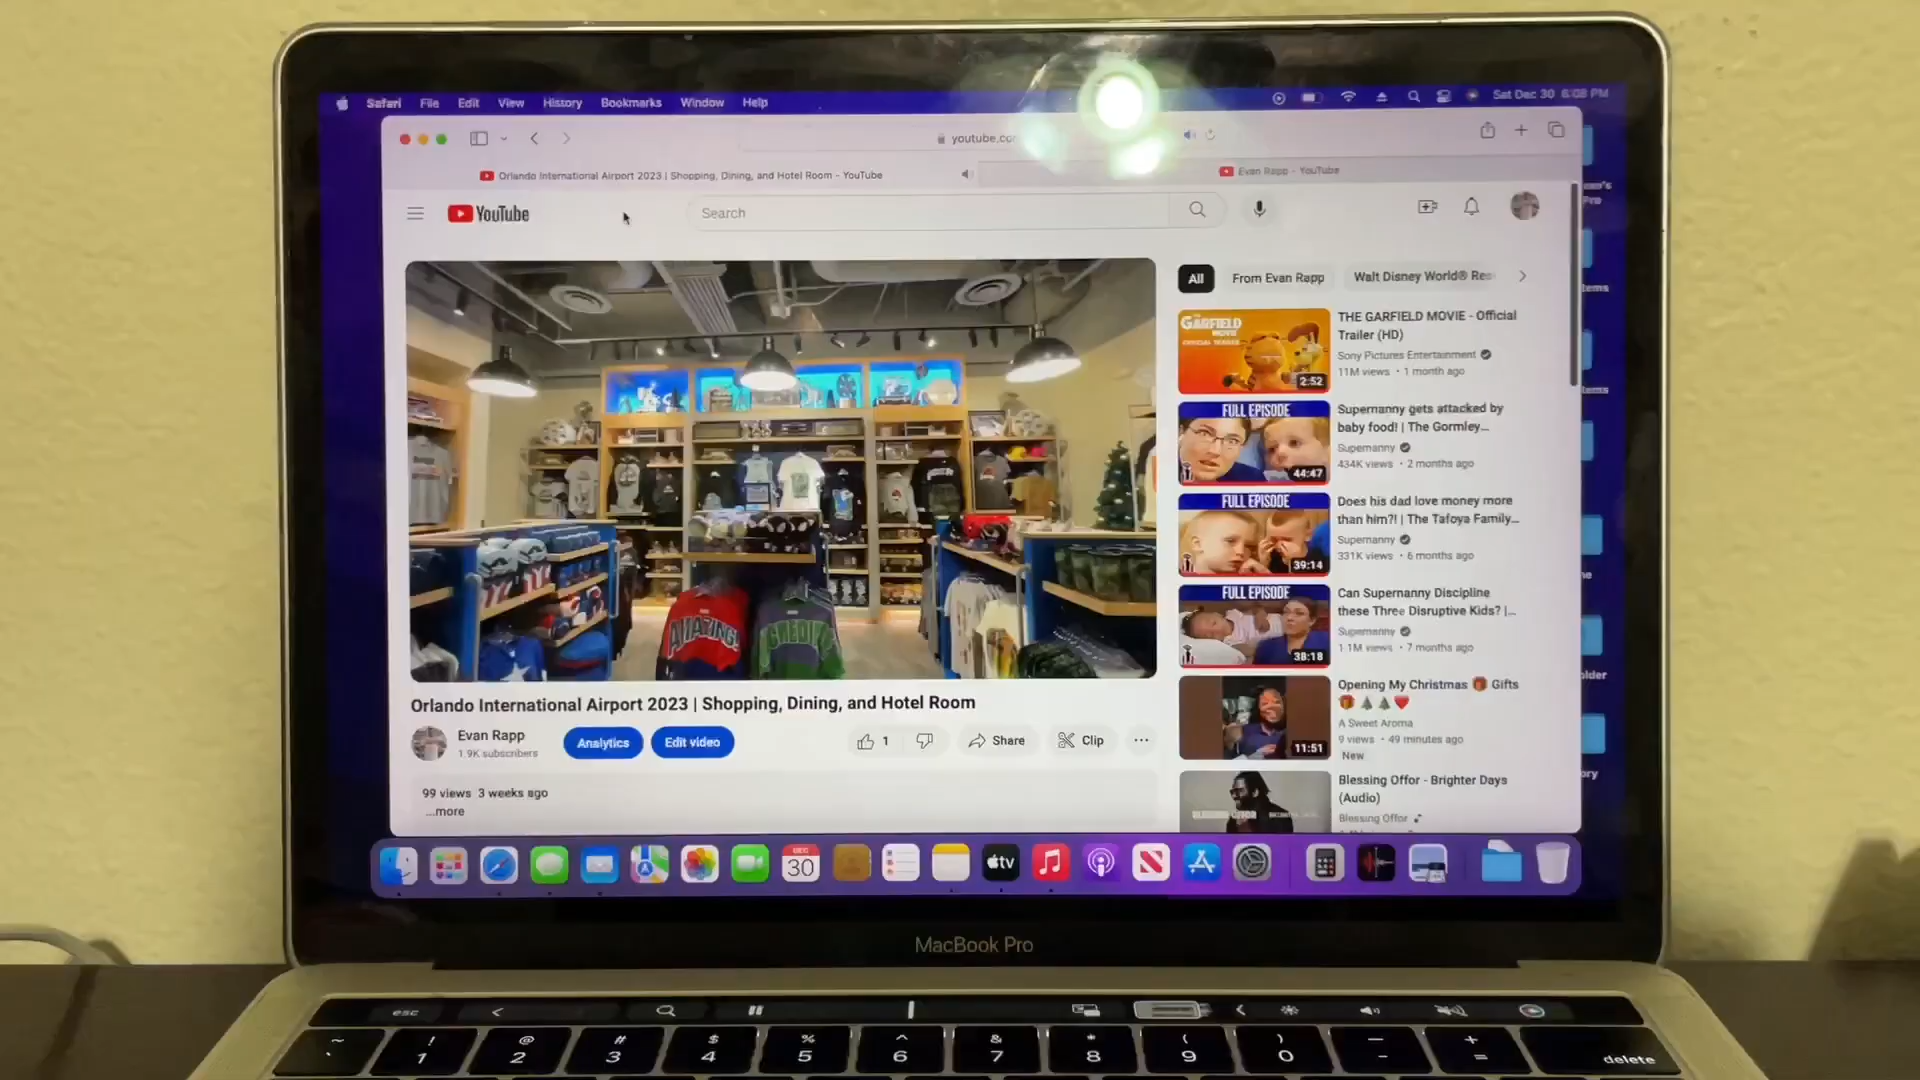 Safari File Edit View History Bookmarks Window Help
Sat Dec 30 6:08 PM
youtube.co
Orlando International Airport 2023 | Shopping, Dining, and Hotel Room - YouTube
Evan Rapp - YouTube
YouTube
Search
All
From Evan Rapp
Walt Disney World® Res
GARFIELD
MOVIE
2:52
THE GARFIELD MOVIE - Official
Trailer (HD)
Sony Pictures Entertainment
11M views • 1 month ago
FULL EPISODE
44:47
Supernanny gets attacked by
baby food! | The Gormley...
Supernanny
434K views • 2 months ago
FULL EPISODE
39:14
Does his dad love money more
than him?! | The Tafoya Family...
Supernanny
331K views • 6 months ago
FULL EPISODE
38:18
Can Supernanny Discipline
these Three Disruptive Kids? |...
Supernanny
1.1M views • 7 months ago
11:51
Opening My Christmas 🎁 Gifts
🎁🎄🎄❤️
A Sweet Aroma
9 views • 49 minutes ago
New
Blessing Offor - Brighter Days
(Audio)
Blessing Offor
AMAZING!
Orlando International Airport 2023 | Shopping, Dining, and Hotel Room
Evan Rapp
1.9K subscribers
Analytics
Edit video
1
Share
Clip
99 views 3 weeks ago
...more
DEC
30
tv
MacBook Pro
esc
~ ! @ # $ % ^ & * ( ) — +
` 1 2 3 4 5 6 7 8 9 0 - = delete